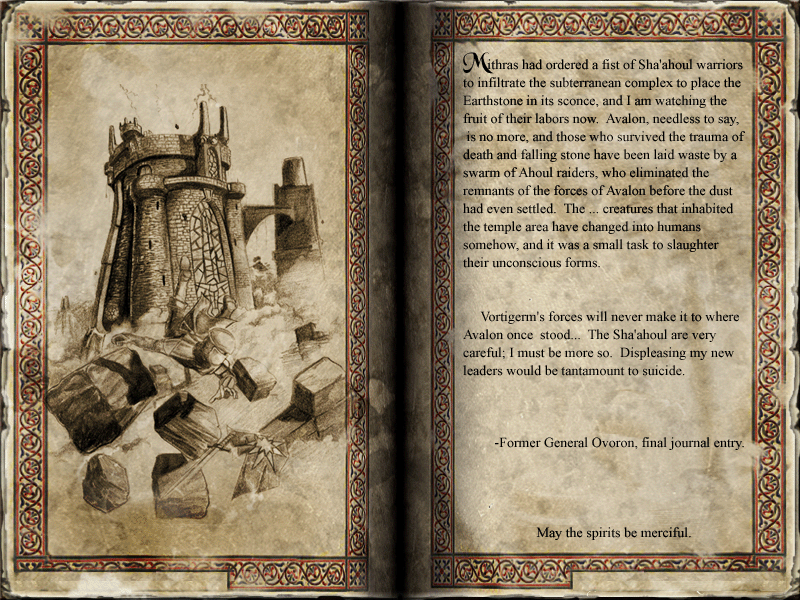 Mithras had ordered a fist of Sha'ahoul warriors
to infiltrate the subterranean complex to place the
Earthstone in its sconce, and I am watching the
fruit of their labors now. Avalon, needless to say,
is no more, and those who survived the trauma of
death and falling stone have been laid waste by a
swarm of Ahoul raiders, who eliminated the
remnants of the forces of Avalon before the dust
had even settled. The ... creatures that inhabited
the temple area have changed into humans
somehow, and it was a small task to slaughter
their unconscious forms.
Vortigerm's forces will never make it to where
Avalon once stood... The Sha'ahoul are very
careful; I must be more so. Displeasing my new
leaders would be tantamount to suicide.
-Former General Ovoron, final journal entry.
May the spirits be merciful.